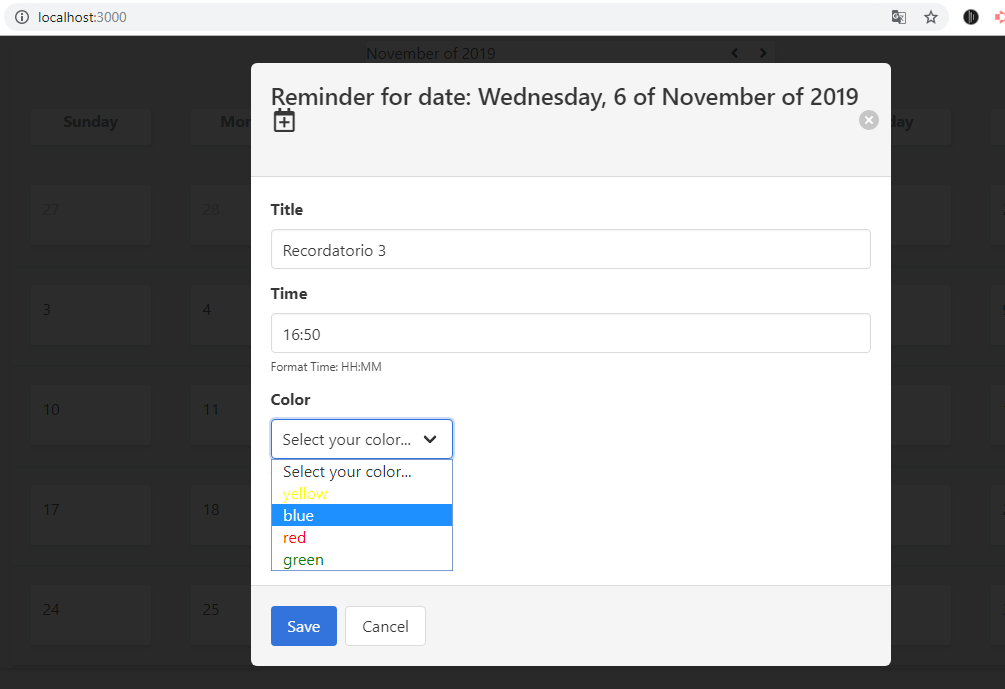 localhost:3000
November of 2019
Reminder for date: Wednesday, 6 of November of 2019
Sunday
Mon
day
27
28
Title
Recordatorio 3
3
4
Time
16:50
Format Time: HH:MM
Color
10
11
Select your color...
Select your color...
yellow
blue
red
green
17
18
24
25
Save
Cancel